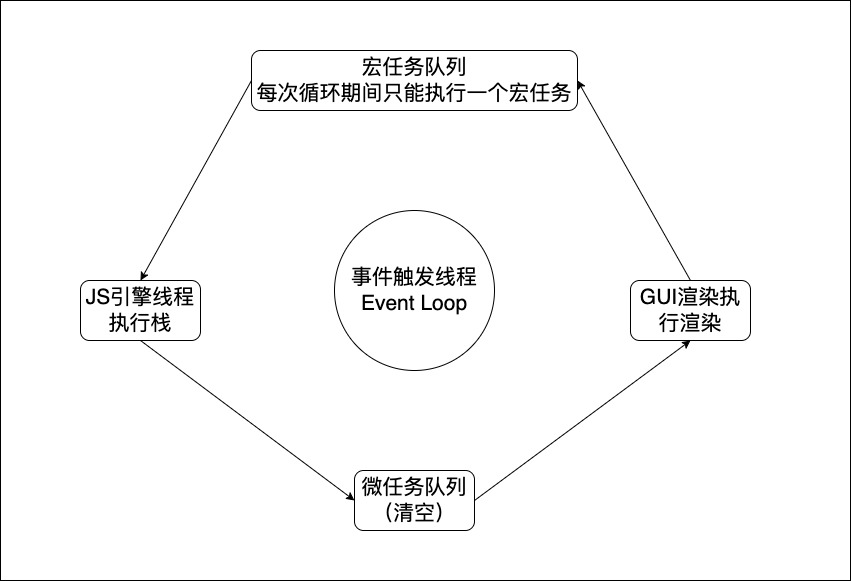 宏任务队列
每次循环期间只能执行一个宏任务
事件触发线程
Event Loop
JS引擎线程
执行栈
GUI渲染执
行渲染
微任务队列
（清空）